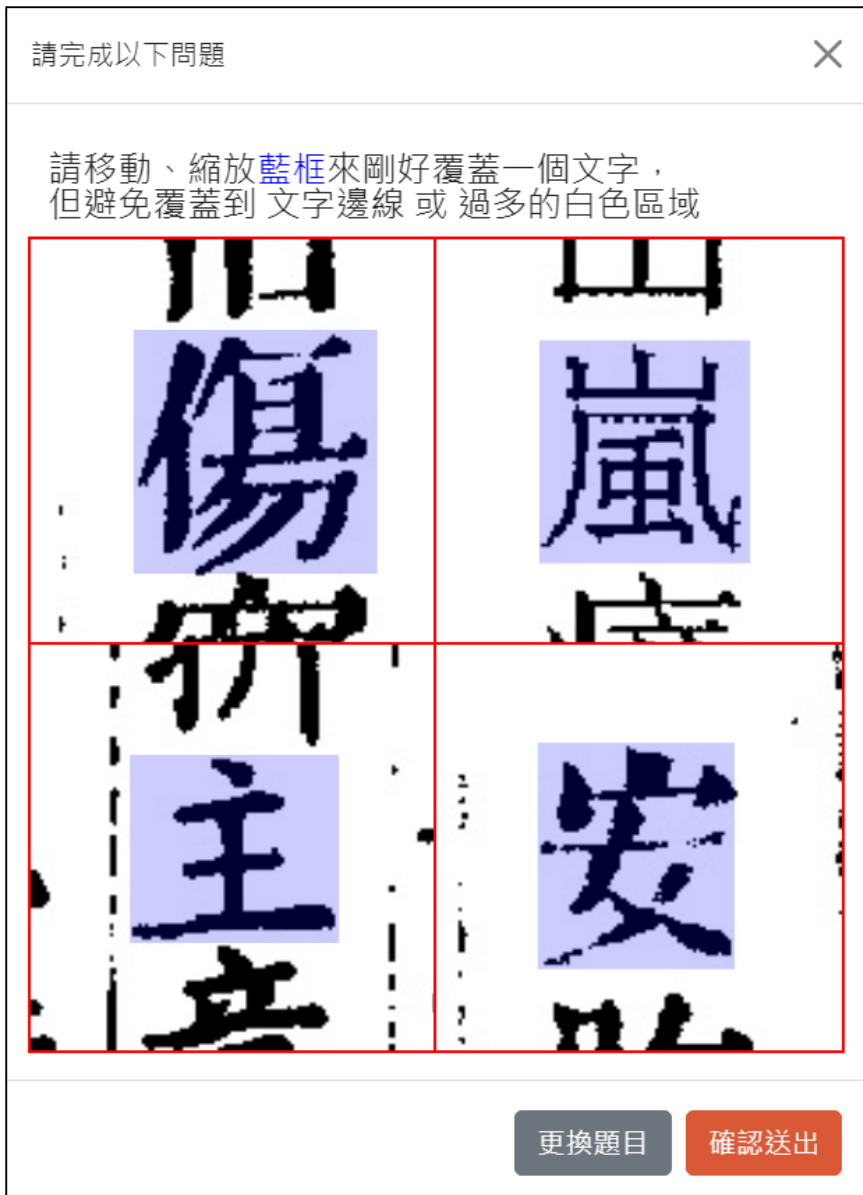 請完成以下問題
請移動、縮放藍框來剛好覆蓋一個文字，
但避免覆蓋到 文字邊線 或 過多的白色區域
傷
嵐
主
安
更換題目
確認送出